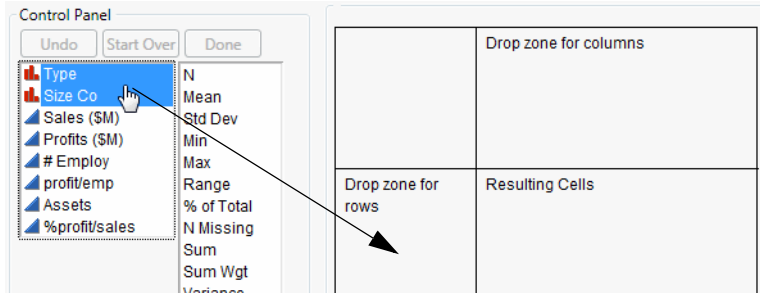 Control Panel
Undo
Start Over
Done
Type
Size Co
Sales ($M)
Profits ($M)
# Employ
profit/emp
Assets
%profit/sales
N
Mean
Std Dev
Min
Max
Range
% of Total
N Missing
Sum
Sum Wgt
Variance
Drop zone for columns
Drop zone for
rows
Resulting Cells